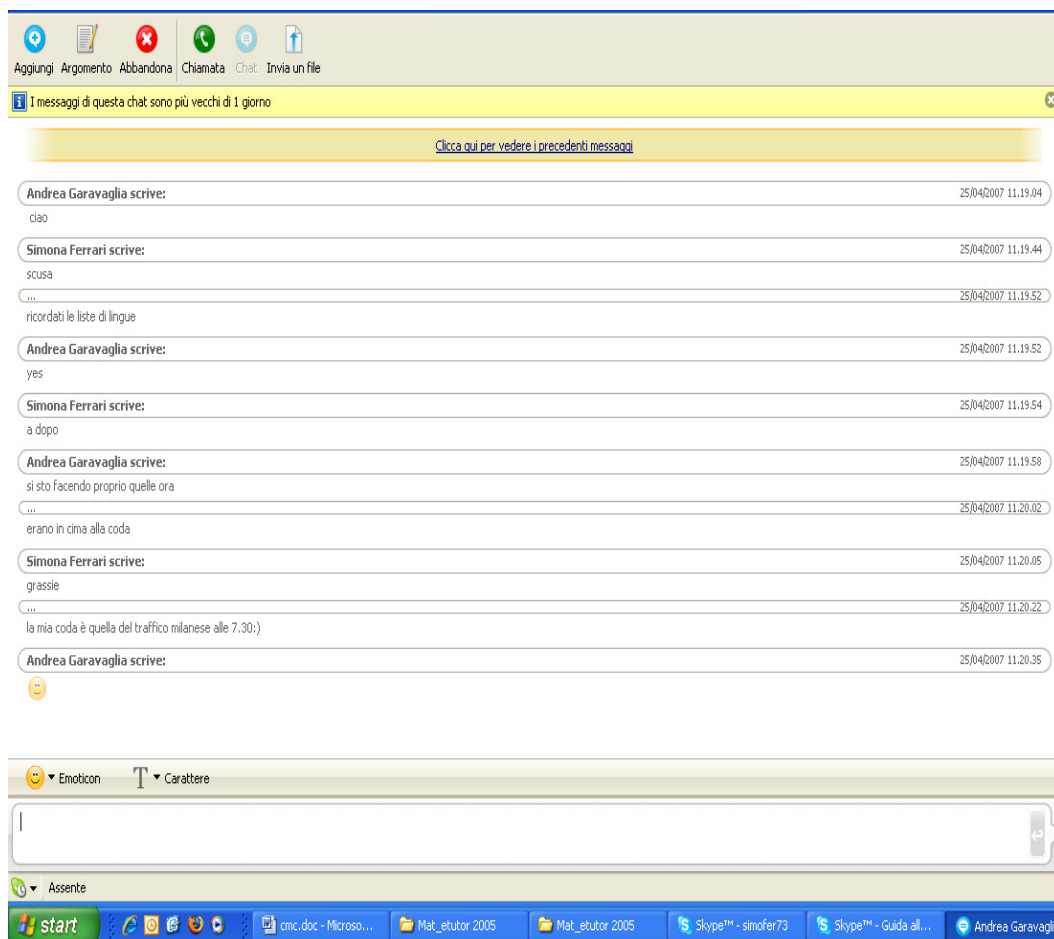 Aggiungi Argomento Abbandona Chiamata Chat Invia un file
I messaggi di questa chat sono più vecchi di 1 giorno
Clicca qui per vedere i precedenti messaggi
Andrea Garavaglia scrive: 25/04/2007 11.19.04
ciao
Simona Ferrari scrive: 25/04/2007 11.19.44
scusa
... 25/04/2007 11.19.52
ricordati le liste di lingue
Andrea Garavaglia scrive: 25/04/2007 11.19.52
yes
Simona Ferrari scrive: 25/04/2007 11.19.54
a dopo
Andrea Garavaglia scrive: 25/04/2007 11.19.58
si sto facendo proprio quelle ora
... 25/04/2007 11.20.02
erano in cima alla coda
Simona Ferrari scrive: 25/04/2007 11.20.05
grassie
... 25/04/2007 11.20.22
la mia coda è quella del traffico milanese alle 7.30;)
Andrea Garavaglia scrive: 25/04/2007 11.20.35
Emoticon T Carattere
Assente
start cmc.doc - Microso... Mat_etutor 2005 Mat_etutor 2005 Skype™ - simofer73 Skype™ - Guida all... Andrea Garavagli